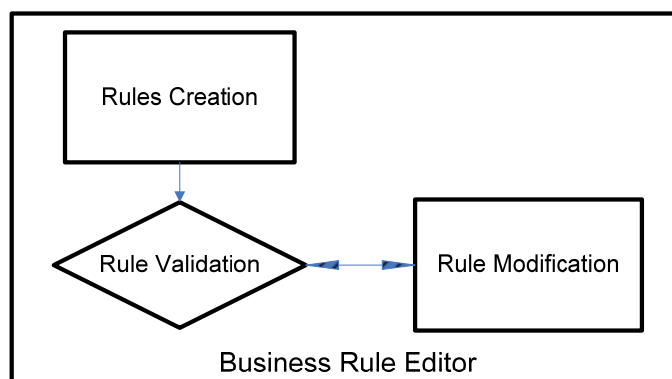 Rules Creation
Rule Validation
Rule Modification
Business Rule Editor